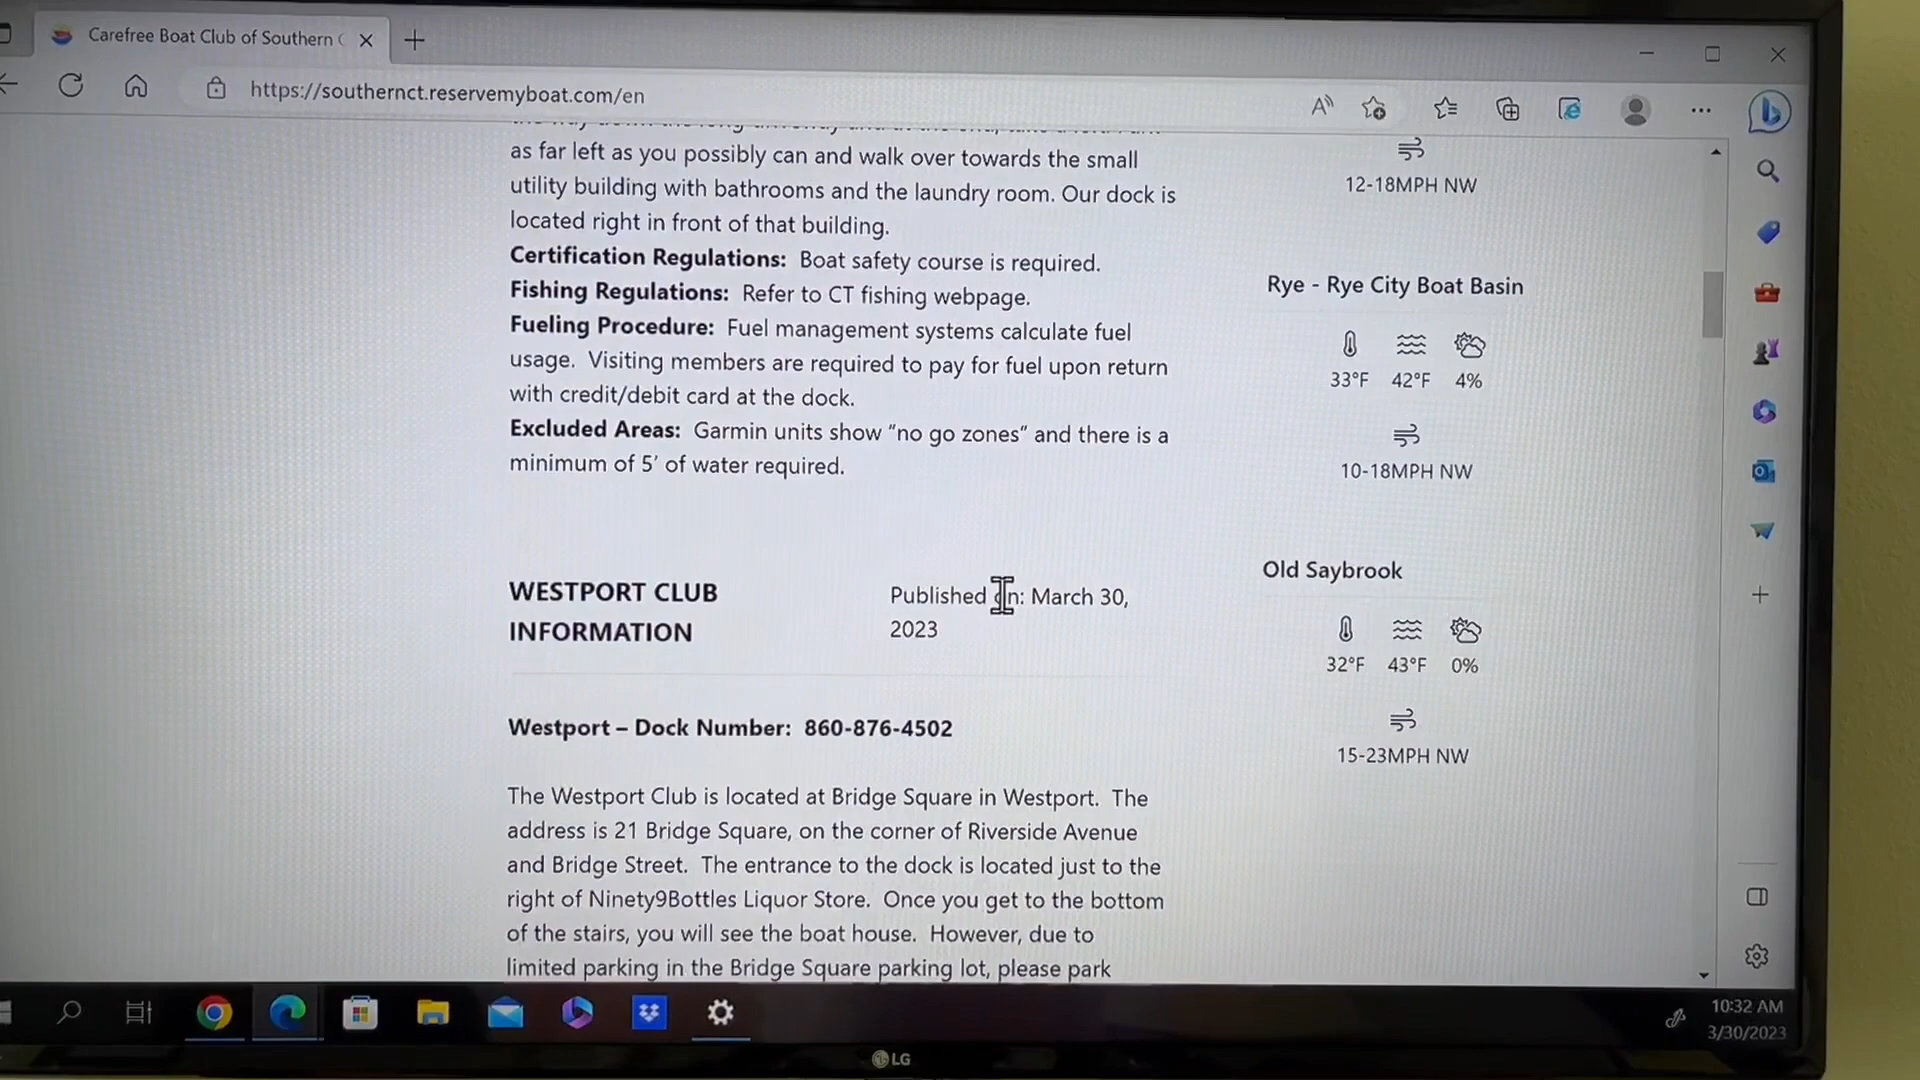 Carefree Boat Club of Southern
https://southernct.reservemyboat.com/en
as far left as you possibly can and walk over towards the small
utility building with bathrooms and the laundry room. Our dock is
located right in front of that building.
Certification Regulations: Boat safety course is required.
Fishing Regulations: Refer to CT fishing webpage.
Fueling Procedure: Fuel management systems calculate fuel
usage. Visiting members are required to pay for fuel upon return
with credit/debit card at the dock.
Excluded Areas: Garmin units show “no go zones” and there is a
minimum of 5’ of water required.
WESTPORT CLUB
INFORMATION
Published on: March 30,
2023
Westport – Dock Number: 860-876-4502
The Westport Club is located at Bridge Square in Westport. The
address is 21 Bridge Square, on the corner of Riverside Avenue
and Bridge Street. The entrance to the dock is located just to the
right of Ninety9Bottles Liquor Store. Once you get to the bottom
of the stairs, you will see the boat house. However, due to
limited parking in the Bridge Square parking lot, please park
12-18MPH NW
Rye - Rye City Boat Basin
33°F 42°F 4%
10-18MPH NW
Old Saybrook
32°F 43°F 0%
15-23MPH NW
10:32 AM
3/30/2023
LG